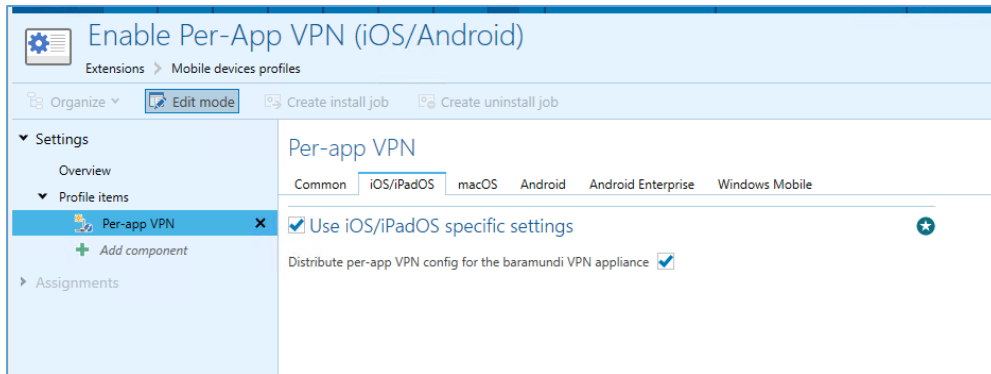 Enable Per-App VPN (iOS/Android)
Extensions > Mobile devices profiles
Organize Edit mode Create install job Create uninstall job
Settings
Overview
Profile items
Per-app VPN
Add component
Assignments
Per-app VPN
Common iOS/iPadOS macOS Android Android Enterprise Windows Mobile
Use iOS/iPadOS specific settings
Distribute per-app VPN config for the baramundi VPN appliance